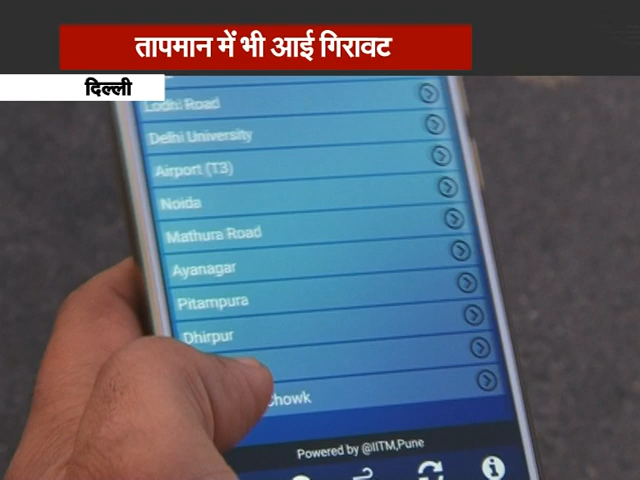 तापमान में भी आई गिरावट
दिल्ली
Lodhi Road
Delhi University
Airport (T3)
Noida
Mathura Road
Ayanagar
Pitampura
Dhirpur
Chowk
Powered by @IITM,Pune